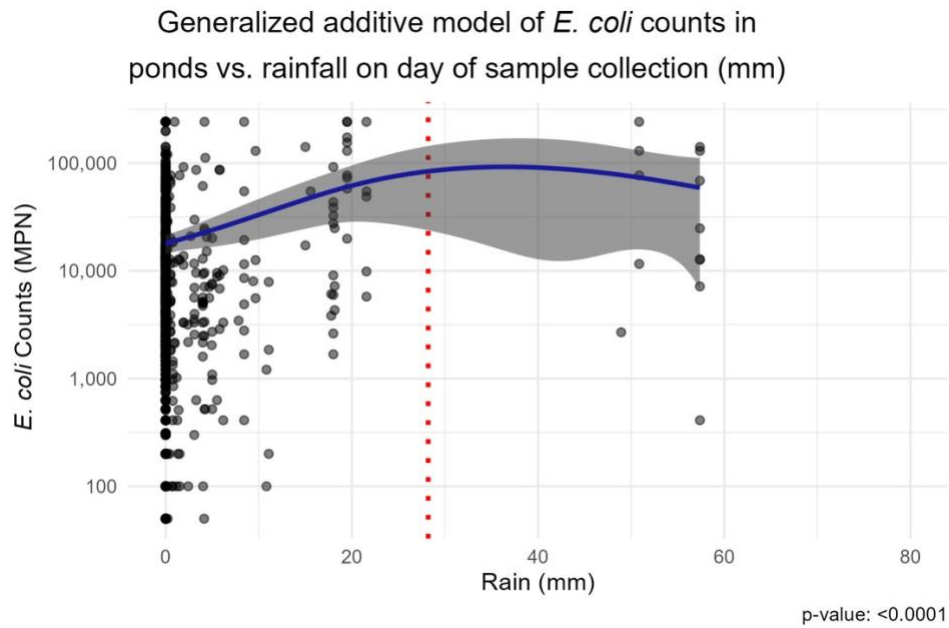 Generalized additive model of E. coli counts in
ponds vs. rainfall on day of sample collection (mm)
E. coli Counts (MPN)
100,000
10,000
1,000
100
0 20 40 60 80
Rain (mm)
p-value: <0.0001